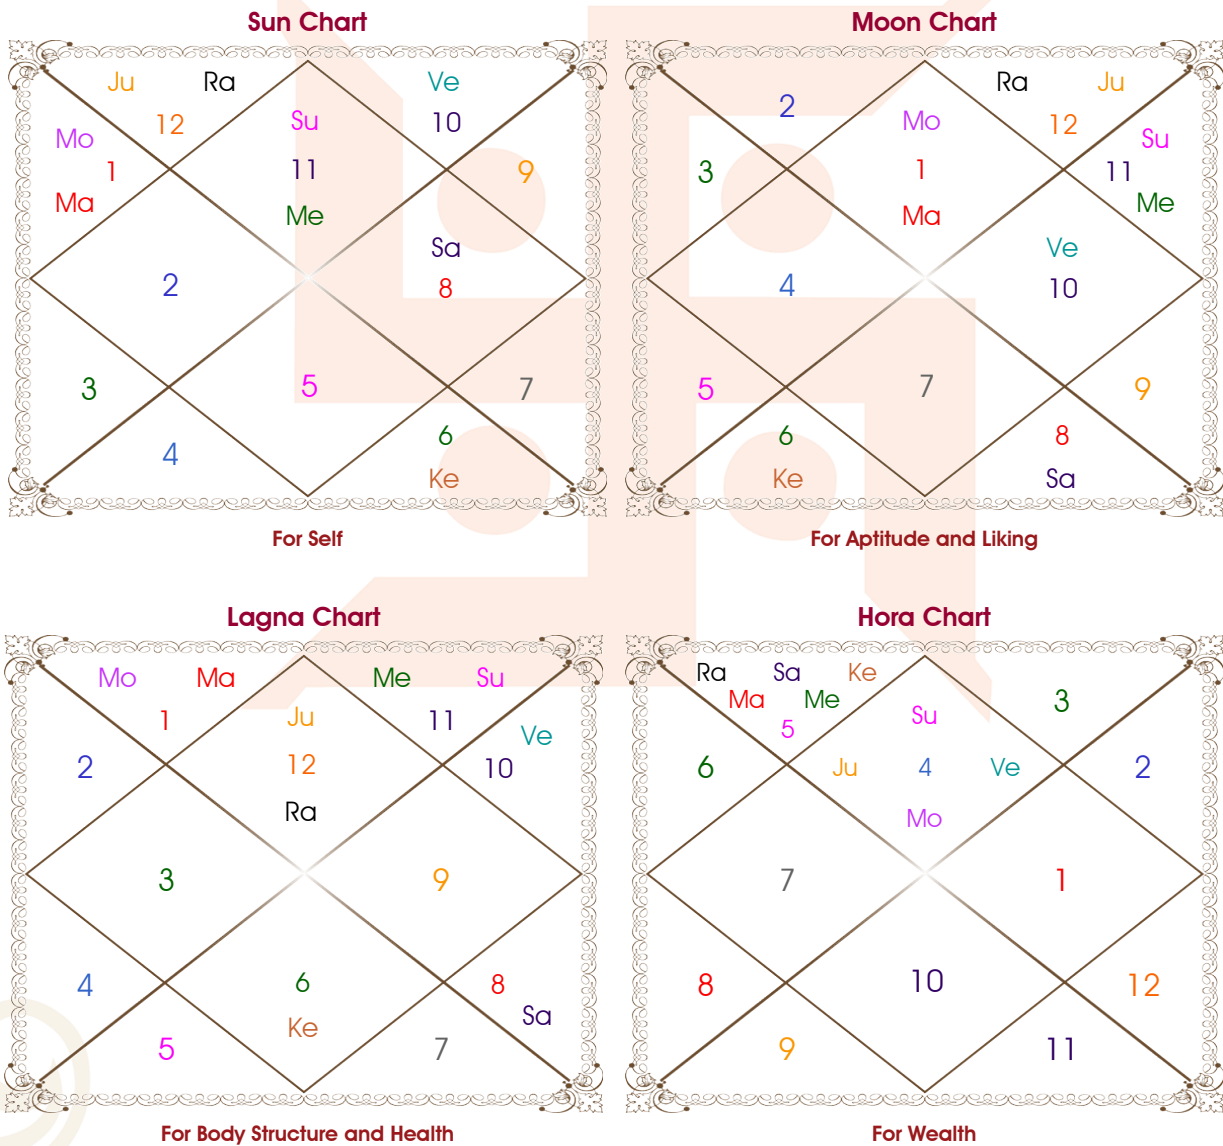 Sun Chart
Ju Ra Ve
12 Su 10
Mo
1 11 9
Ma Me
Sa
2 8
3 5 7
4 6
Ke
For Self
Moon Chart
Ra Ju
2 Mo 12 Su
3 1 11
Ma Me
Ve
4 10
5 7 9
6 8
Ke Sa
For Aptitude and Liking
Lagna Chart
Mo Ma Me Su
1 Ju 11
Ve
2 12 10
Ra
3 9
4 6 8
Ke Sa
5 7
For Body Structure and Health
Hora Chart
Ra Sa Ke
Ma Me 3
5 Su
6 Ju 4 Ve 2
Mo
7 1
8 10 12
9 11
For Wealth